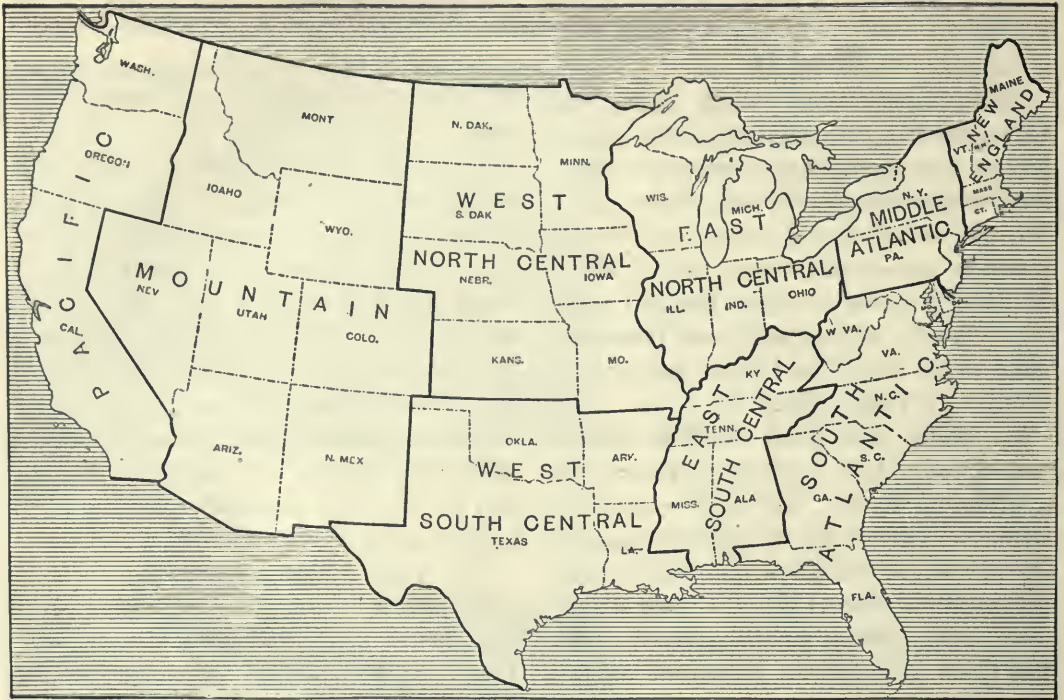 WASH.
OREGON
CAL.
PACIFIC
MONT
IDAHO
WYO.
NEV
UTAH
COLO.
ARIZ.
N. MEX
MOUNTAIN
N. DAK.
MINN.
WEST
S. DAK
NORTH CENTRAL
NEBR.
IOWA
KANS.
MO.
WIS.
MICH.
EAST
NORTH CENTRAL
ILL.
IND.
OHIO
OKLA.
ARK.
WEST
SOUTH CENTRAL
TEXAS
LA.
KY
TENN.
MISS.
ALA
EAST
SOUTH CENTRAL
W VA.
VA.
N.C.
S.C.
GA.
FLA.
DEL.
SOUTH
ATLANTIC
N.Y.
MIDDLE
ATLANTIC
PA.
MAINE
VT.
N.H.
MASS
CT.
NEW
ENGLAND